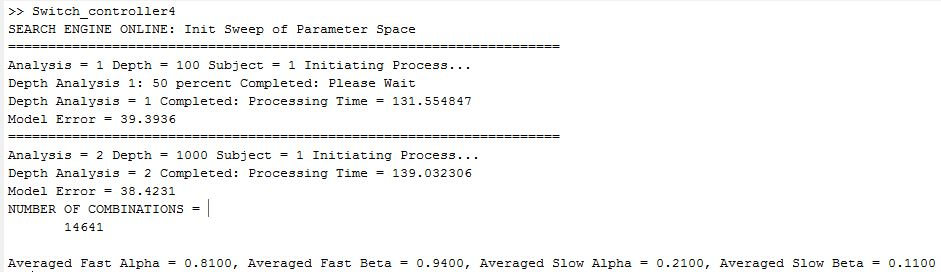 >> Switch_controller4
SEARCH ENGINE ONLINE: Init Sweep of Parameter Space
=====================================================================
Analysis = 1 Depth = 100 Subject = 1 Initiating Process...
Depth Analysis 1: 50 percent Completed: Please Wait
Depth Analysis = 1 Completed: Processing Time = 131.554847
Model Error = 39.3936
=====================================================================
Analysis = 2 Depth = 1000 Subject = 1 Initiating Process...
Depth Analysis = 2 Completed: Processing Time = 139.032306
Model Error = 38.4231
NUMBER OF COMBINATIONS =
14641
Averaged Fast Alpha = 0.8100, Averaged Fast Beta = 0.9400, Averaged Slow Alpha = 0.2100, Averaged Slow Beta = 0.1100